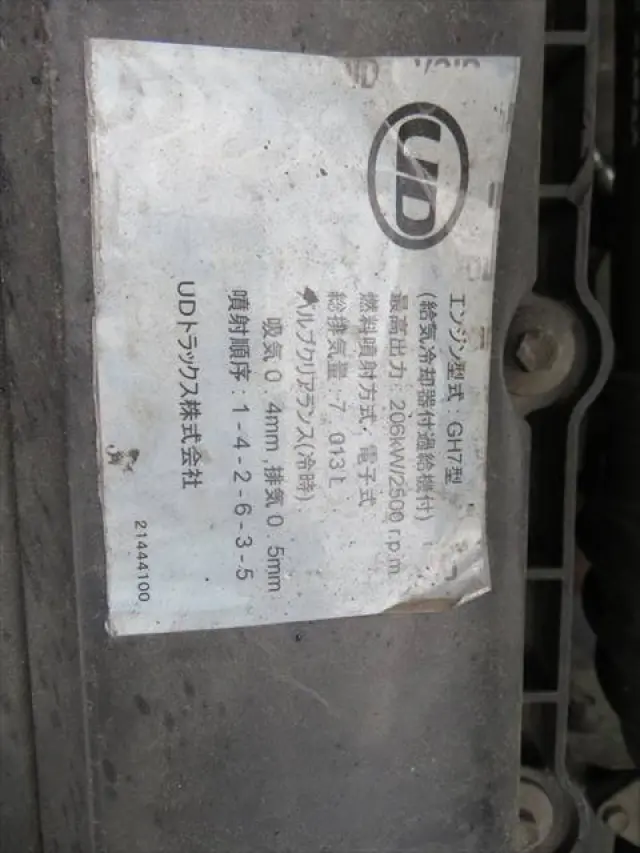 UD
エンジン型式：GH7型
(給気冷却器付過給機付)
最高出力：206kW/2500 r.p.m.
燃料噴射方式：電子式
総排気量：7．013L
バルブクリアランス(冷時)
吸気0．4mm，排気0．5mm
噴射順序：1-4-2-6-3-5
UDトラックス株式会社
21444100